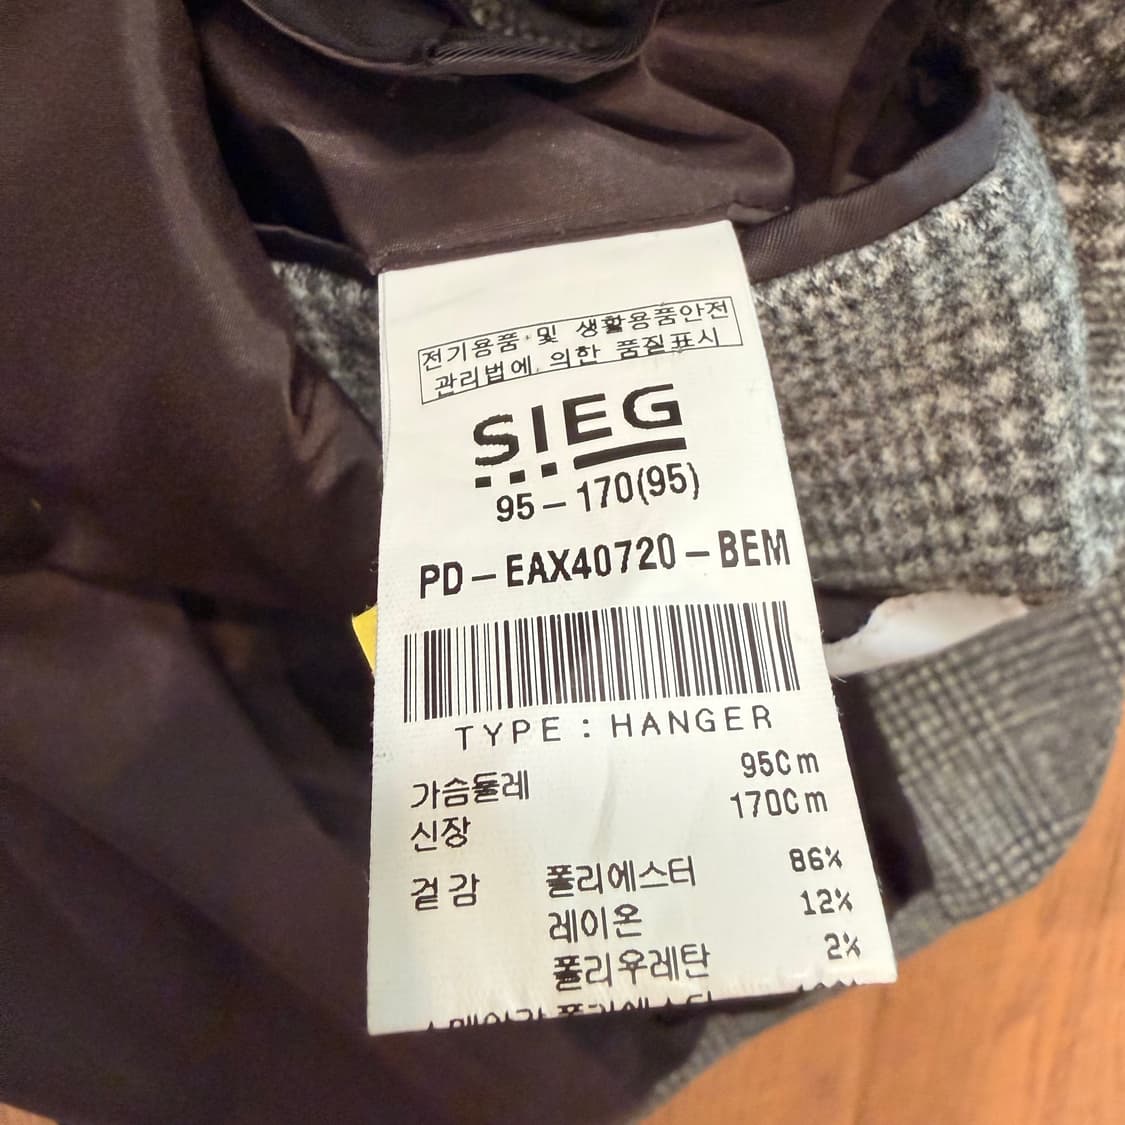 전기용품 및 생활용품안전
관리법에 의한 품질표시
SIEG
95-170(95)
PD-EAX40720-BEM
TYPE : HANGER
가슴둘레 95Cm
신장 170Cm
겉감 폴리에스터 86%
레이온 12%
폴리우레탄 2%